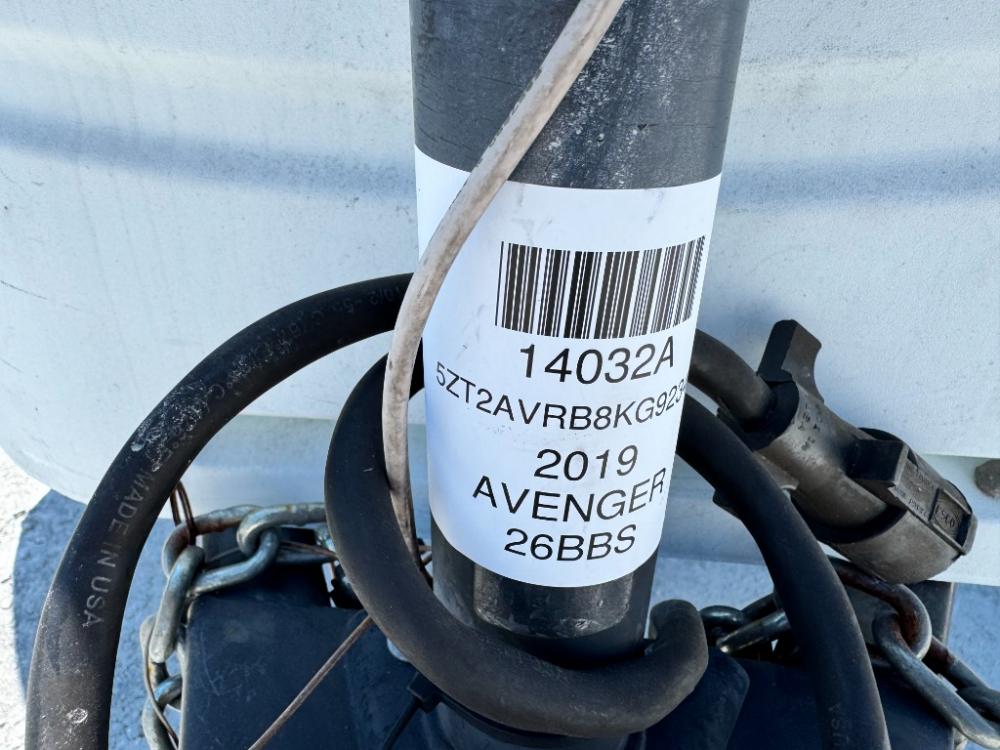 14032A
5ZT2AVRB8KG923
2019
AVENGER
26BBS
MADE IN USA